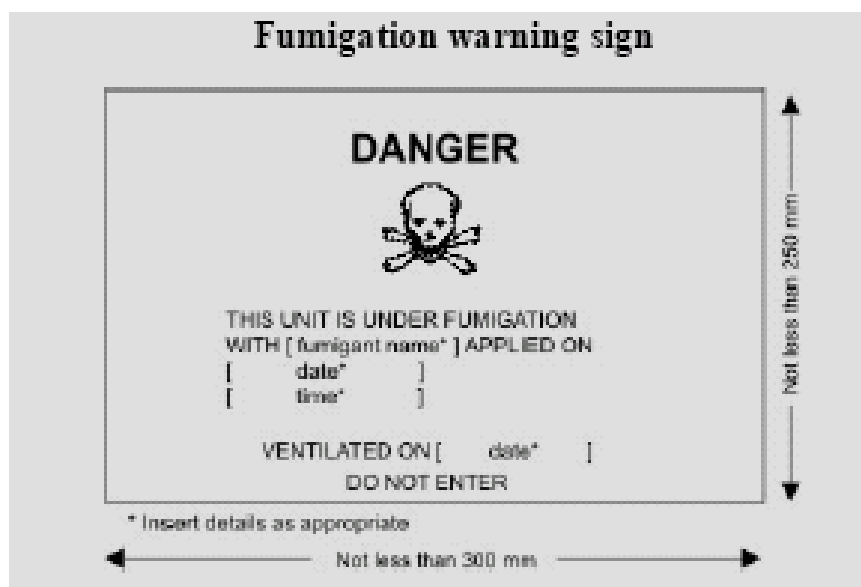 Fumigation warning sign
DANGER
THIS UNIT IS UNDER FUMIGATION
WITH [ fumigant name* ] APPLIED ON
[ date* ]
[ time* ]
VENTILATED ON [ date* ]
DO NOT ENTER
Not less than 250 mm
* Insert details as appropriate
Not less than 300 mm